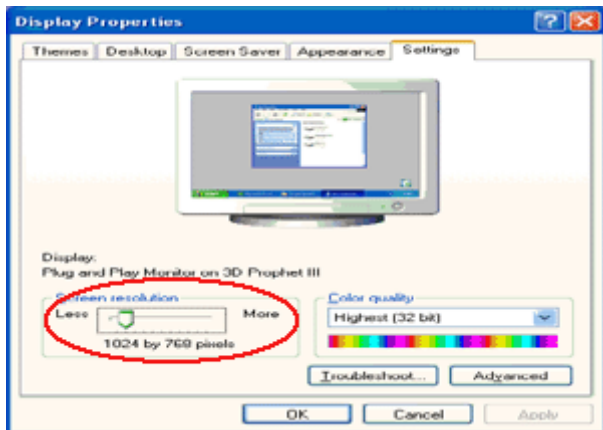 Display Properties
Themes Desktop Screen Saver Appearance Settings
Display:
Plug and Play Monitor on 3D Prophet III
Screen resolution
Less More
1024 by 768 pixels
Color quality
Highest (32 bit)
Troubleshoot... Advanced
OK Cancel Apply